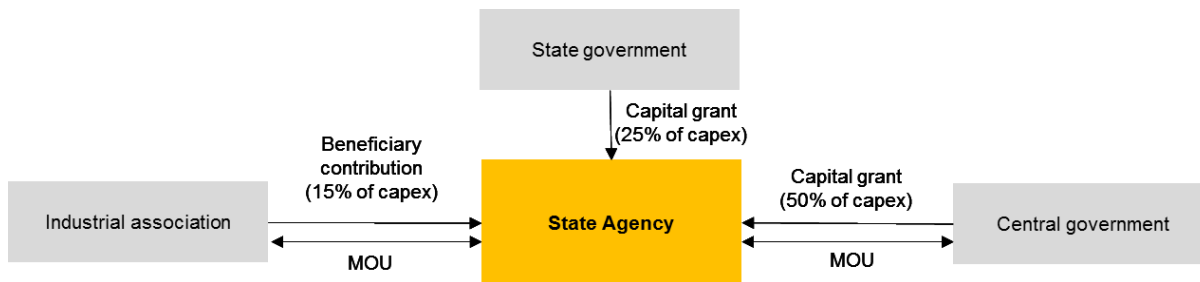 State government
Capital grant
(25% of capex)
Beneficiary
contribution
(15% of capex)
Capital grant
(50% of capex)
Industrial association
State Agency
Central government
MOU
MOU